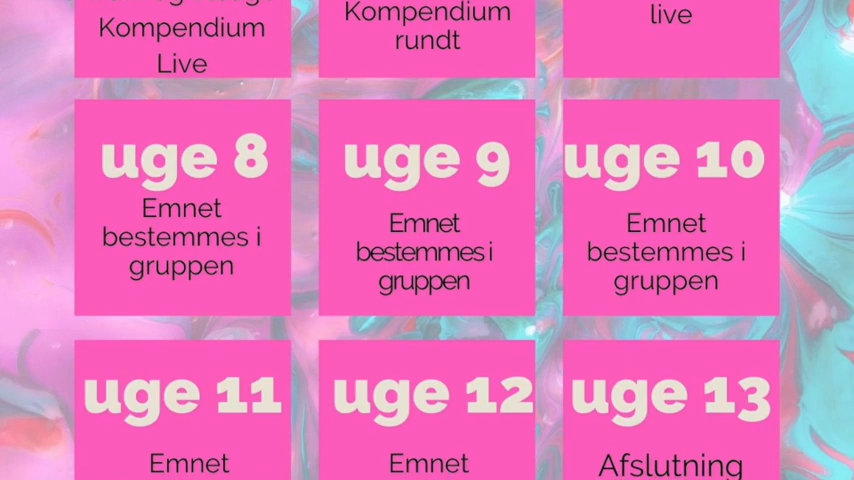 Kompendium
Live
Kompendium
rundt
live
uge 8
Emnet
bestemmes i
gruppen
uge 9
Emnet
bestemmes i
gruppen
uge 10
Emnet
bestemmes i
gruppen
uge 11
Emnet
uge 12
Emnet
uge 13
Afslutning